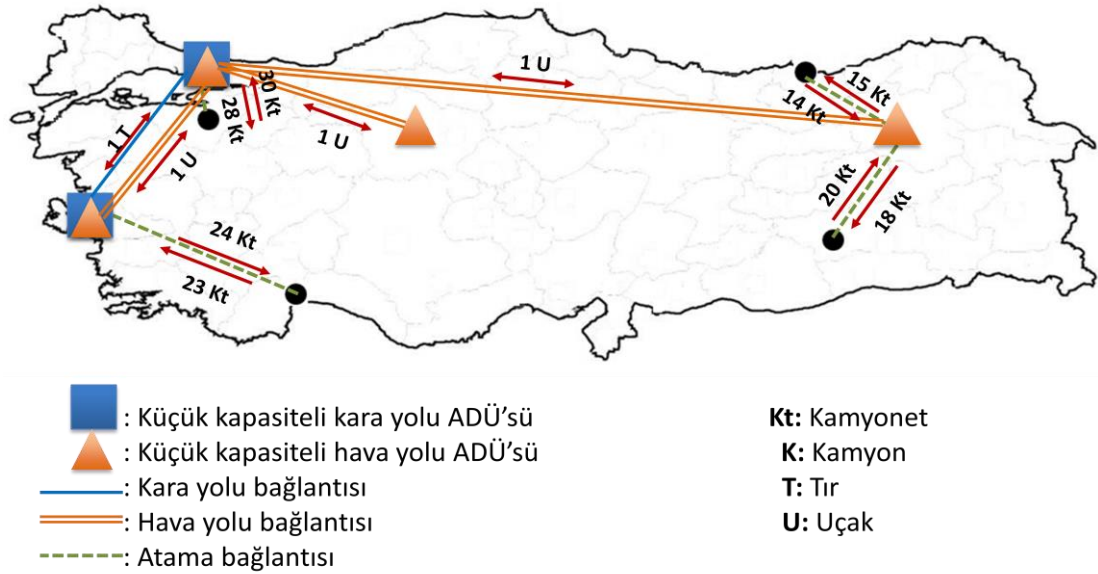 1 U
15 Kt
14 Kt
30 Kt
28 Kt
1 U
1 T
1 U
20 Kt
18 Kt
24 Kt
23 Kt
: Küçük kapasiteli kara yolu ADÜ'sü
: Küçük kapasiteli hava yolu ADÜ'sü
: Kara yolu bağlantısı
: Hava yolu bağlantısı
: Atama bağlantısı
Kt: Kamyonet
K: Kamyon
T: Tır
U: Uçak